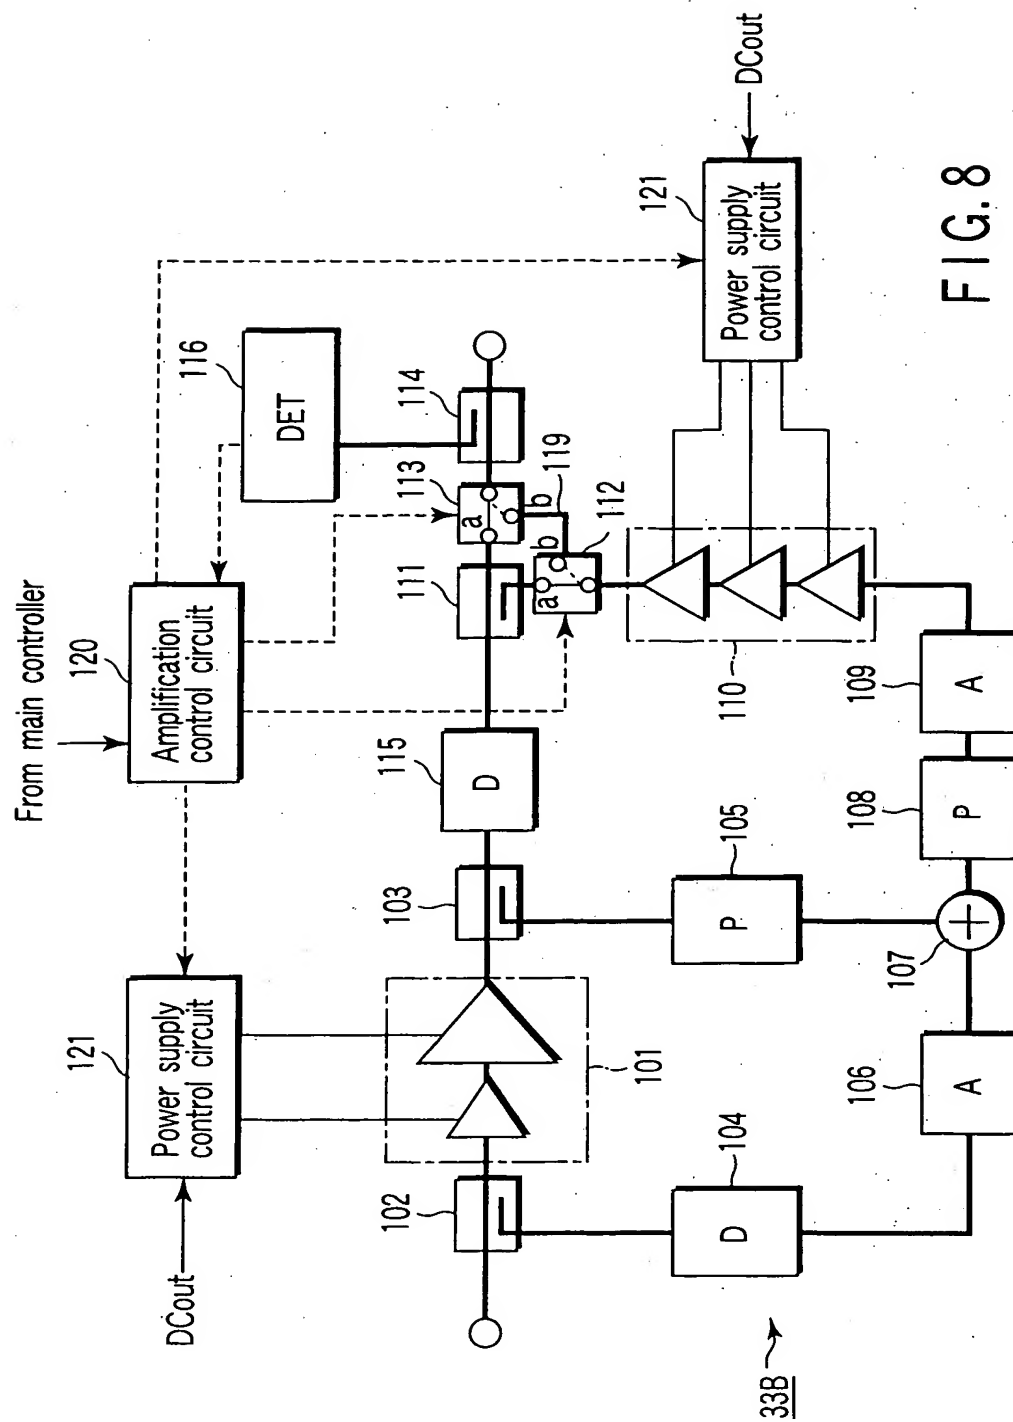 From main controller
120
Amplification
control circuit
121
Power supply
control circuit
DCout
116
DET
121
Power supply
control circuit
DCout
102
101
103
115
D
111
113
a
b
114
119
112
a
b
110
104
D
105
P
106
A
107
108
P
109
A
33B
FIG. 8